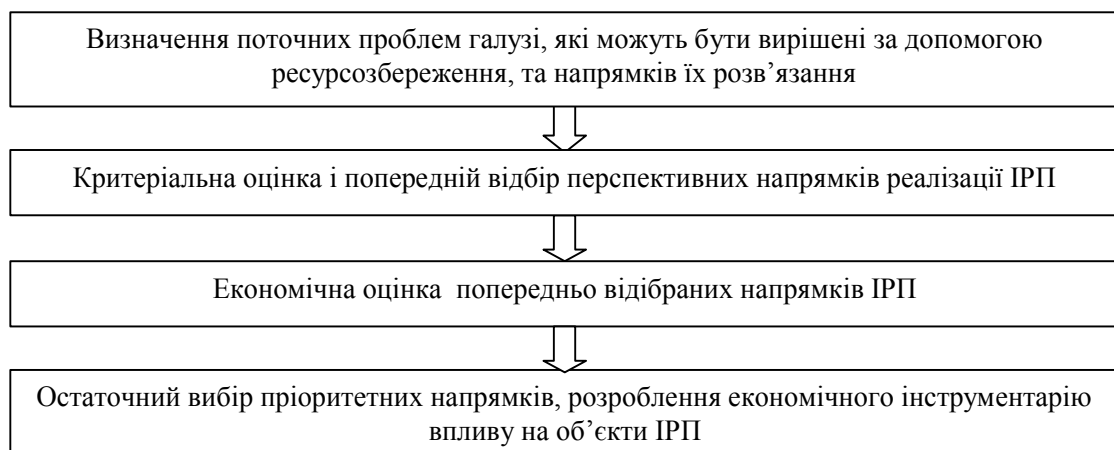 Визначення поточних проблем галузі, які можуть бути вирішені за допомогою
ресурсозбереження, та напрямків їх розв’язання
Критеріальна оцінка і попередній відбір перспективних напрямків реалізації ІРП
Економічна оцінка попередньо відібраних напрямків ІРП
Остаточний вибір пріоритетних напрямків, розроблення економічного інструментарію
впливу на об’єкти ІРП